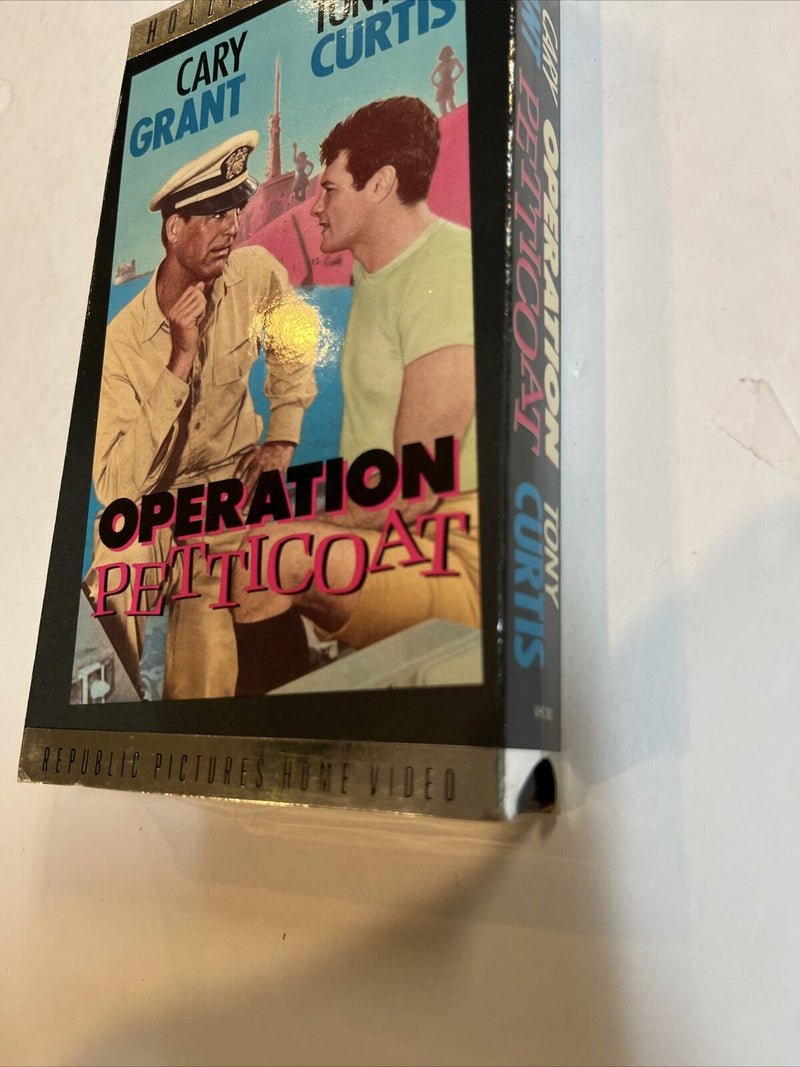 CARY
GRANT
CURTIS
OPERATION
PETTICOAT
REPUBLIC PICTURES HOME VIDEO
CARY
OPERATION
PETTICOAT
TONY
CURTIS